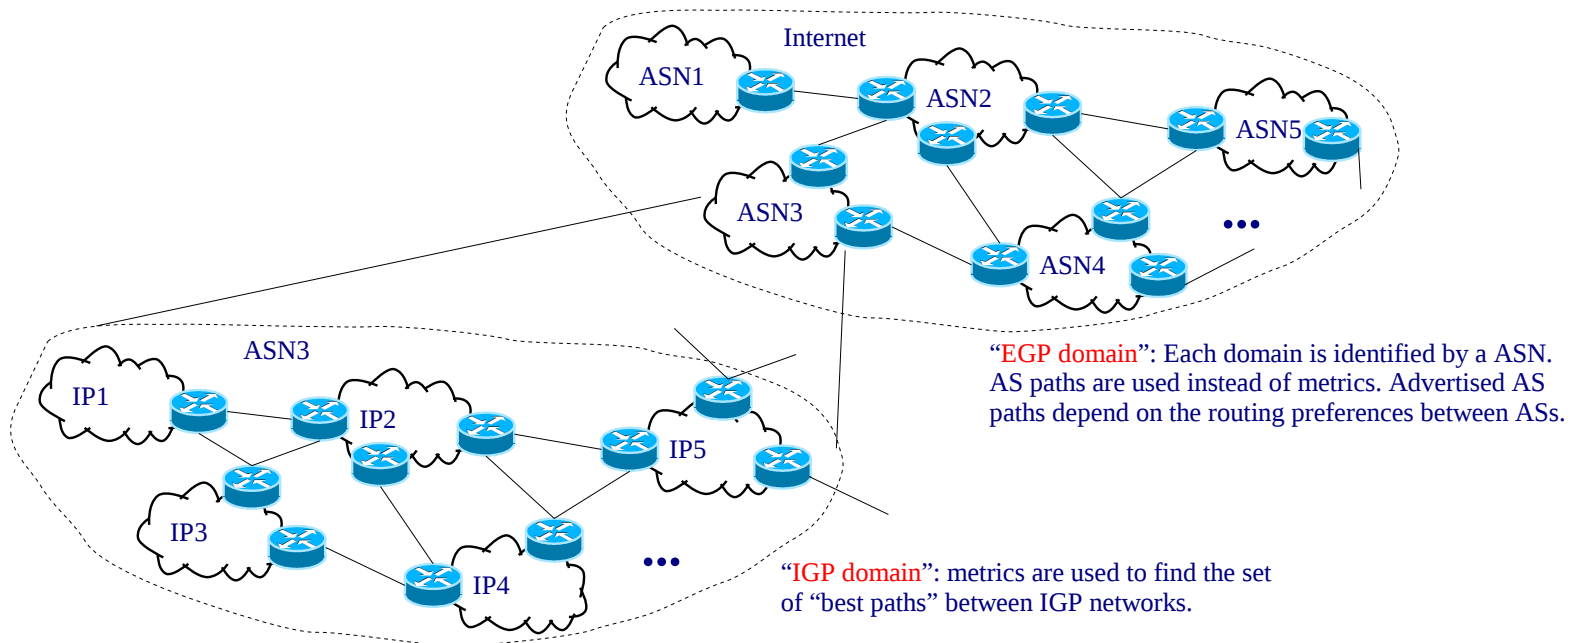 Internet
ASN1
ASN2
ASN5
ASN3
ASN4
•••
“EGP domain”: Each domain is identified by a ASN.
AS paths are used instead of metrics. Advertised AS
paths depend on the routing preferences between ASs.
ASN3
IP1
IP2
IP5
IP3
IP4
•••
“IGP domain”: metrics are used to find the set
of “best paths” between IGP networks.